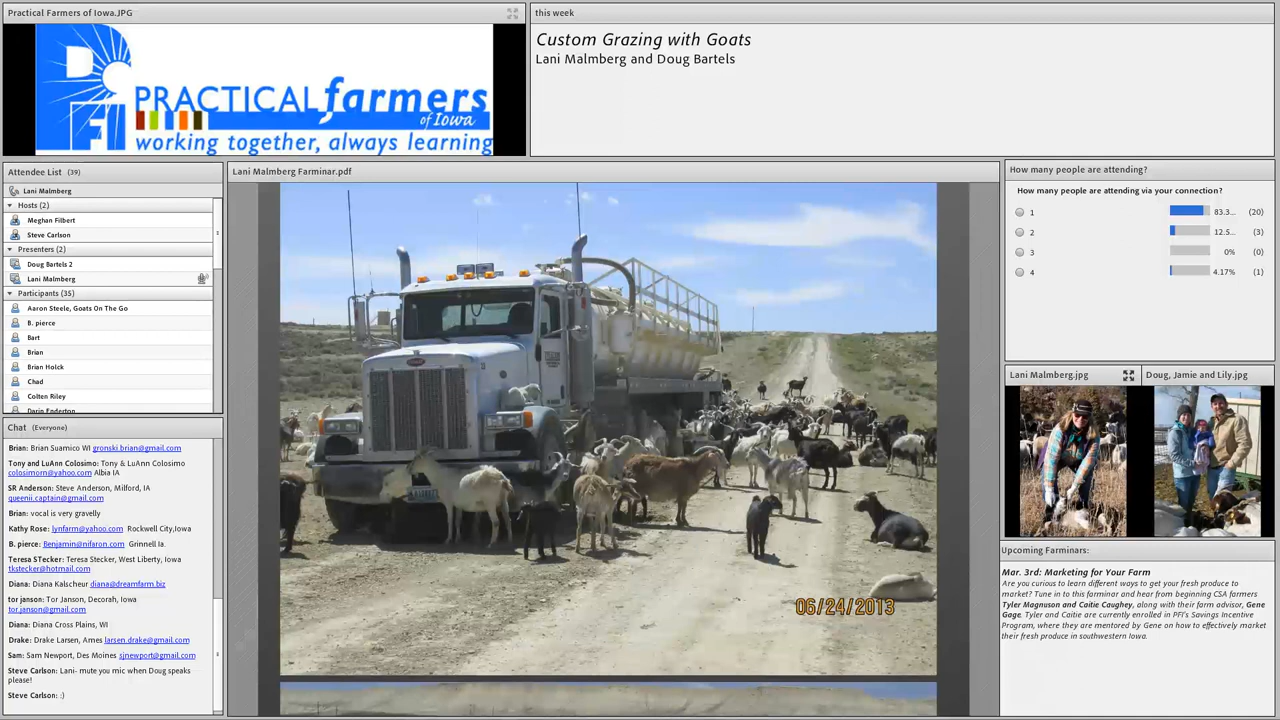 Practical Farmers of Iowa.JPG
PFI
PRACTICAL farmers
of Iowa
working together, always learning
this week
Custom Grazing with Goats
Lani Malmberg and Doug Bartels
Attendee List (39)
Lani Malmberg
Hosts (2)
Meghan Filbert
Steve Carlson
Presenters (2)
Doug Bartels 2
Lani Malmberg
Participants (35)
Aaron Steele, Goats On The Go
B. pierce
Bart
Brian
Brian Holck
Chad
Colten Riley
Darin Enderton
Chat (Everyone)
Brian: Brian Suamico WI gronski.brian@gmail.com
Tony and LuAnn Colosimo: Tony & LuAnn Colosimo
colosimorn@yahoo.com Albia IA
SR Anderson: Steve Anderson, Milford, IA
queenii.captain@gmail.com
Brian: vocal is very gravelly
Kathy Rose: lynfarm@yahoo.com Rockwell City,Iowa
B. pierce: Benjamin@nifaron.com Grinnell Ia.
Teresa STecker: Teresa Stecker, West Liberty, Iowa
tkstecker@hotmail.com
Diana: Diana Kalscheur diana@dreamfarm.biz
tor janson: Tor Janson, Decorah, Iowa
tor.janson@gmail.com
Diana: Diana Cross Plains, WI
Drake: Drake Larsen, Ames larsen.drake@gmail.com
Sam: Sam Newport, Des Moines sjnewport@gmail.com
Steve Carlson: Lani- mute you mic when Doug speaks
please!
Steve Carlson: :)
Lani Malmberg Farminar.pdf
06/24/2013
How many people are attending?
How many people are attending via your connection?
1 83.3... (20)
2 12.5... (3)
3 0% (0)
4 4.17% (1)
Lani Malmberg.jpg
Doug, Jamie and Lily.jpg
Upcoming Farminars:
Mar. 3rd: Marketing for Your Farm
Are you curious to learn different ways to get your fresh produce to
market? Tune in to this farminar and hear from beginning CSA farmers
Tyler Magnuson and Caitie Caughey, along with their farm advisor, Gene
Gage. Tyler and Caitie are currently enrolled in PFI's Savings Incentive
Program, where they are mentored by Gene on how to effectively market
their fresh produce in southwestern Iowa.